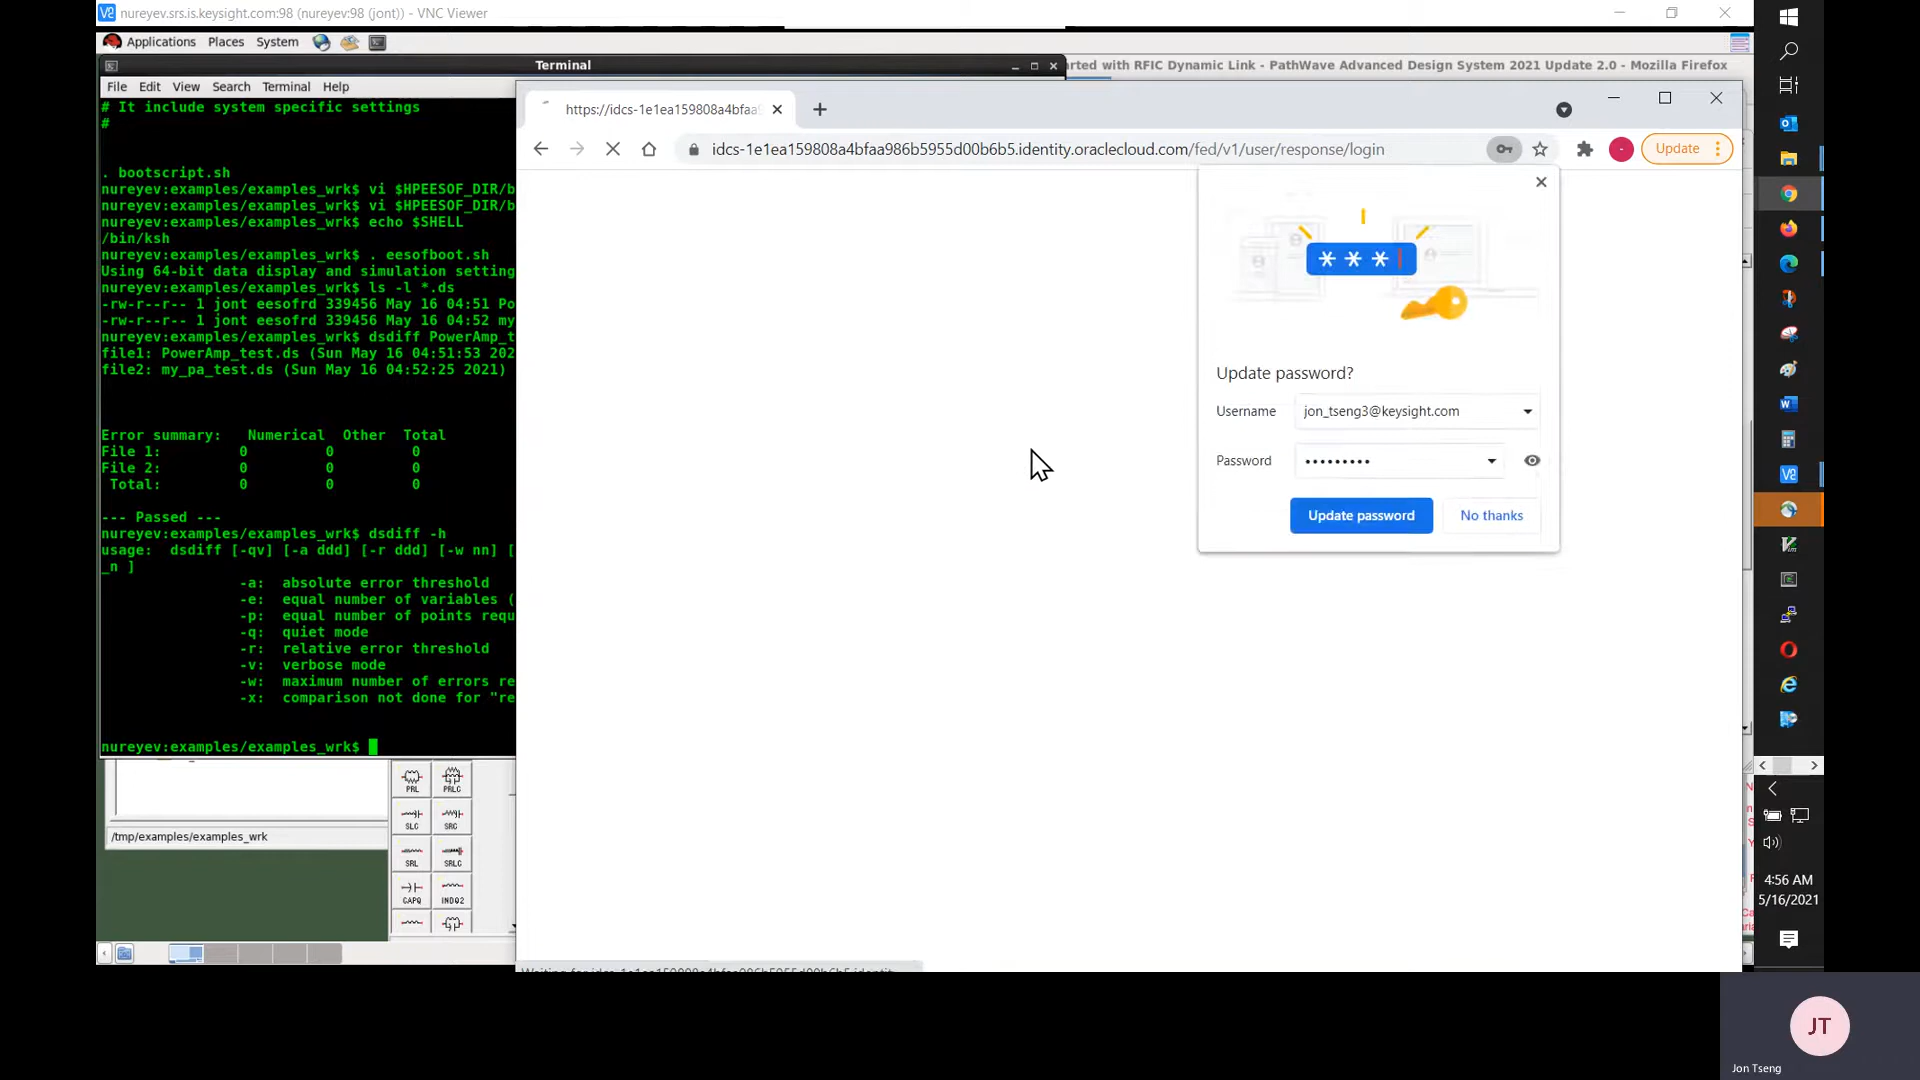 nureyev.srs.is.keysight.com:98 (nureyev:98 (jont)) - VNC Viewer
Applications Places System
Terminal
arted with RFIC Dynamic Link - PathWave Advanced Design System 2021 Update 2.0 - Mozilla Firefox
File Edit View Search Terminal Help
# It include system specific settings
#
. bootscript.sh
nureyev:examples/examples_wrk$ vi $HPEESOF_DIR/b
nureyev:examples/examples_wrk$ vi $HPEESOF_DIR/b
nureyev:examples/examples_wrk$ echo $SHELL
/bin/ksh
nureyev:examples/examples_wrk$ . eesofboot.sh
Using 64-bit data display and simulation setting
nureyev:examples/examples_wrk$ ls -l *.ds
-rw-r--r-- 1 jont eesofrd 339456 May 16 04:51 Po
-rw-r--r-- 1 jont eesofrd 339456 May 16 04:52 my
nureyev:examples/examples_wrk$ dsdiff PowerAmp_t
file1: PowerAmp_test.ds (Sun May 16 04:51:53 202
file2: my_pa_test.ds (Sun May 16 04:52:25 2021)
Error summary: Numerical Other Total
File 1: 0 0 0
File 2: 0 0 0
Total: 0 0 0
--- Passed ---
nureyev:examples/examples_wrk$ dsdiff -h
usage: dsdiff [-qv] [-a ddd] [-r ddd] [-w nn] [
_n ]
-a: absolute error threshold
-e: equal number of variables (
-p: equal number of points requ
-q: quiet mode
-r: relative error threshold
-v: verbose mode
-w: maximum number of errors re
-x: comparison not done for "re
nureyev:examples/examples_wrk$
https://idcs-1e1ea159808a4bfaa9
idcs-1e1ea159808a4bfaa986b5955d00b6b5.identity.oraclecloud.com/fed/v1/user/response/login
Update
* * *
Update password?
Username jon_tseng3@keysight.com
Password •••••••••
Update password No thanks
PRL PRLC
SLC SRC
/tmp/examples/examples_wrk
SRL SRLC
CAPQ INDQ2
4:56 AM
5/16/2021
JT
Jon Tseng